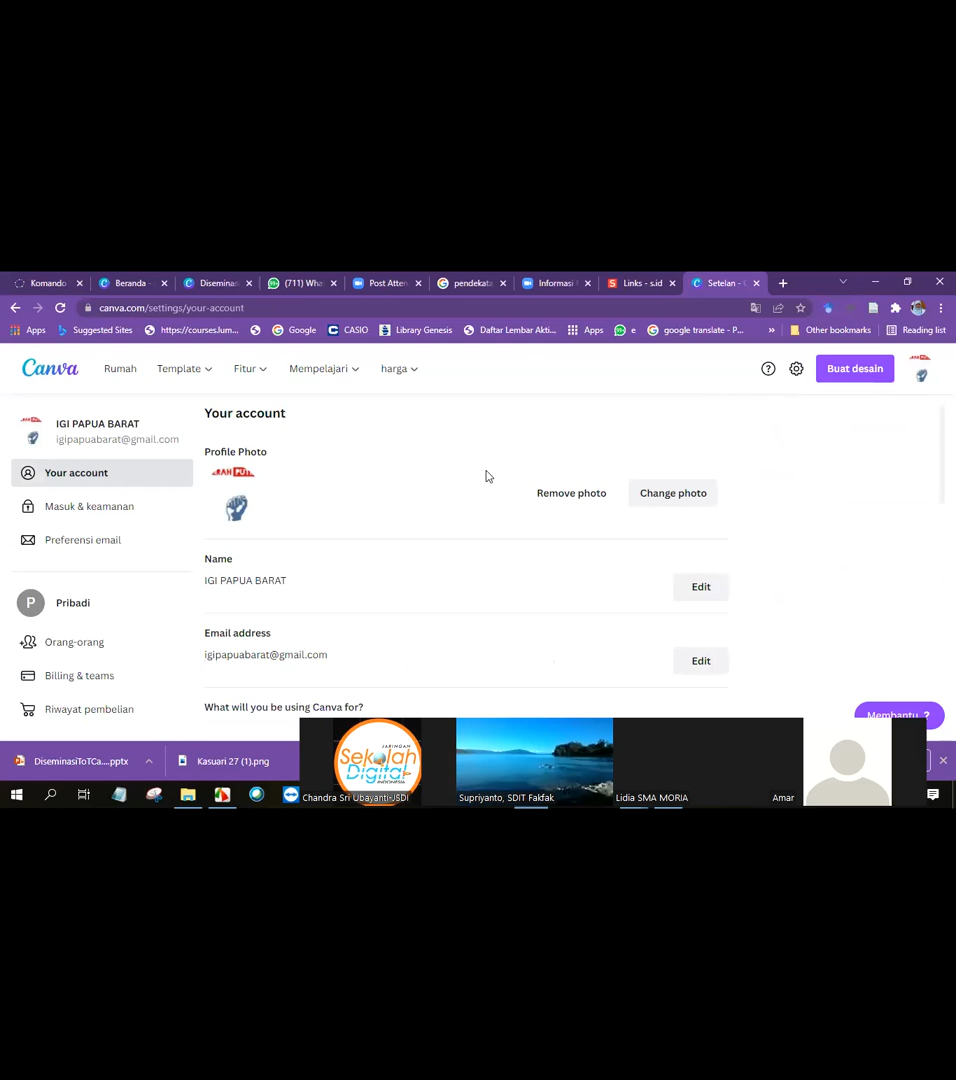 Komando
Beranda -
Diseminas
(711) Wha
Post Atten
pendekata
Informasi
Links - s.id
Setelan - C
canva.com/settings/your-account
Apps
Suggested Sites
https://coursesJum...
Google
CASIO
Library Genesis
Daftar Lembar Akti...
Apps
e
google translate - P...
»
Other bookmarks
Reading list
Canva
Rumah
Template
Fitur
Mempelajari
harga
Buat desain
IGI PAPUA BARAT
igipapuabarat@gmail.com
Your account
Masuk & keamanan
Preferensi email
P Pribadi
Orang-orang
Billing & teams
Riwayat pembelian
Your account
Profile Photo
Remove photo
Change photo
Name
IGI PAPUA BARAT
Edit
Email address
igipapuabarat@gmail.com
Edit
What will you be using Canva for?
Membantu ?
DiseminasiToTCa....pptx
Kasuari 27 (1).png
JARINGAN
Sekolah
Digital
INDONESIA
Chandra Sri Ubayanti-JSDI
Supriyanto, SDIT Fakfak
Lidia SMA MORIA
Amar